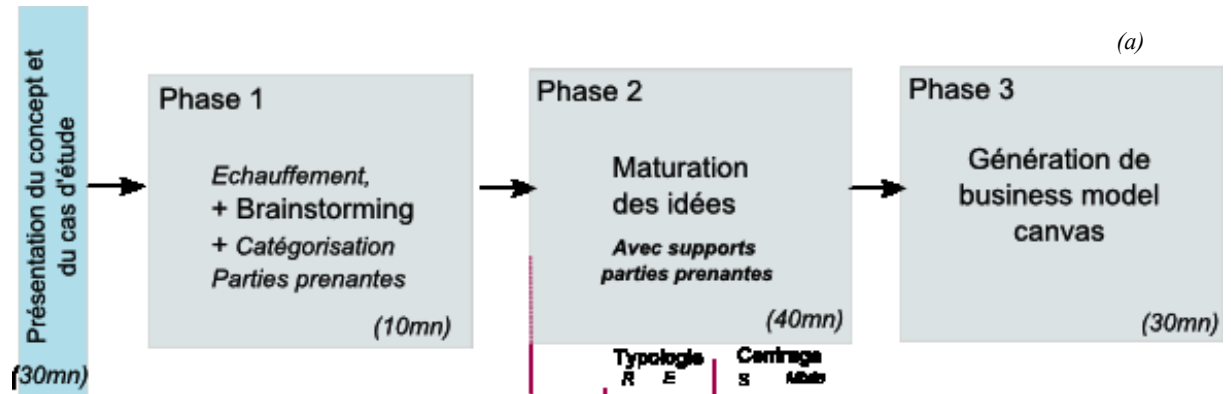 (a)
Présentation du concept et
du cas d'étude
(30mn)
Phase 1
Echauffement,
+ Brainstorming
+ Catégorisation
Parties prenantes
(10mn)
Phase 2
Maturation
des idées
Avec supports
parties prenantes
(40mn)
Phase 3
Génération de
business model
canvas
(30mn)
Typologie
R E
S